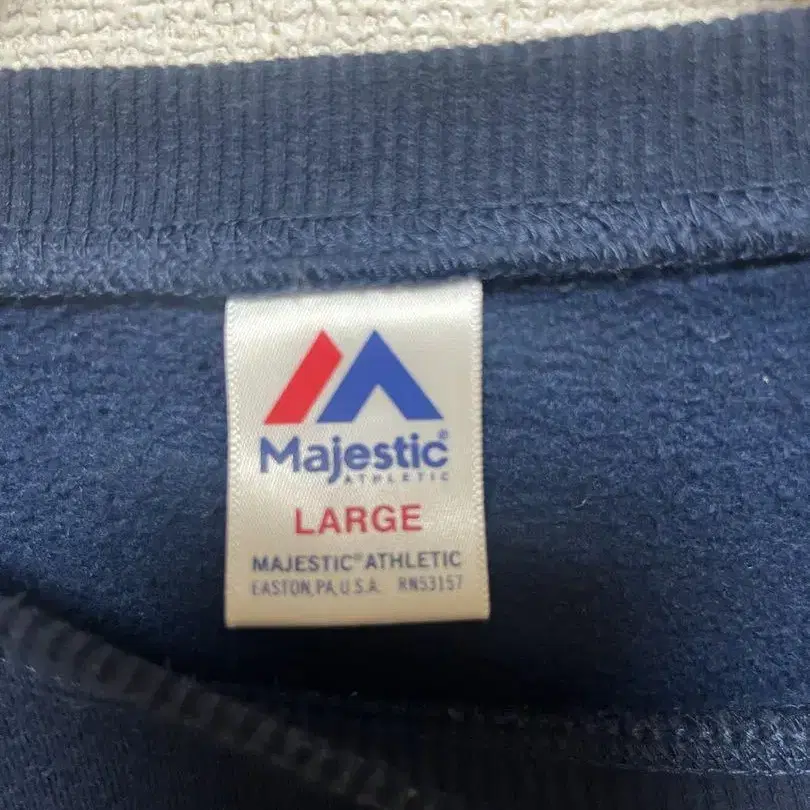 Majestic®
ATHLETIC
LARGE
MAJESTIC® ATHLETIC
EASTON, PA, U.S.A. RN53157